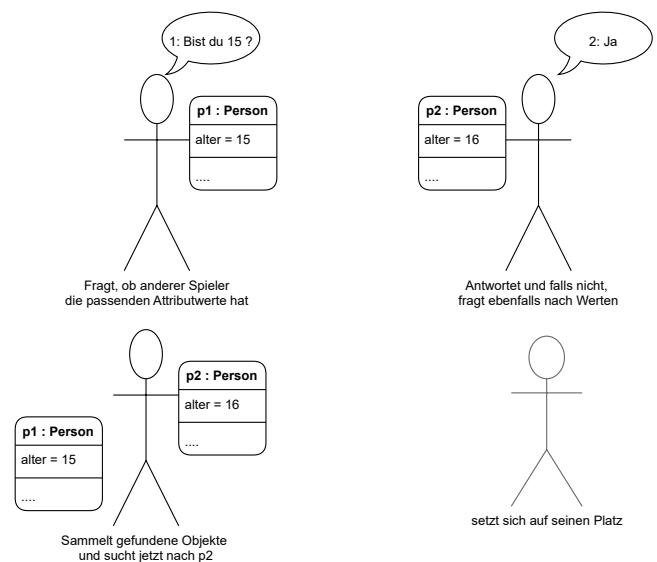 1: Bist du 15 ?
p1 : Person
alter = 15
....
Fragt, ob anderer Spieler
die passenden Attributwerte hat
2: Ja
p2 : Person
alter = 16
....
Antwortet und falls nicht,
fragt ebenfalls nach Werten
p2 : Person
alter = 16
....
p1 : Person
alter = 15
....
Sammelt gefundene Objekte
und sucht jetzt nach p2
setzt sich auf seinen Platz